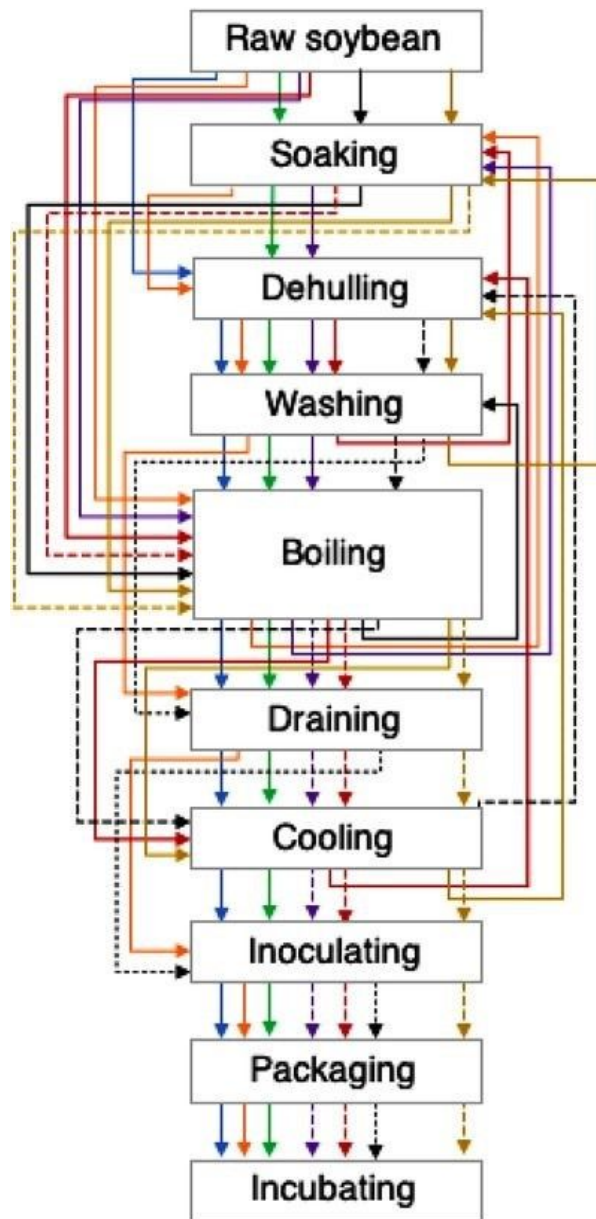 Raw soybean
Soaking
Dehulling
Washing
Boiling
Draining
Cooling
Inoculating
Packaging
Incubating